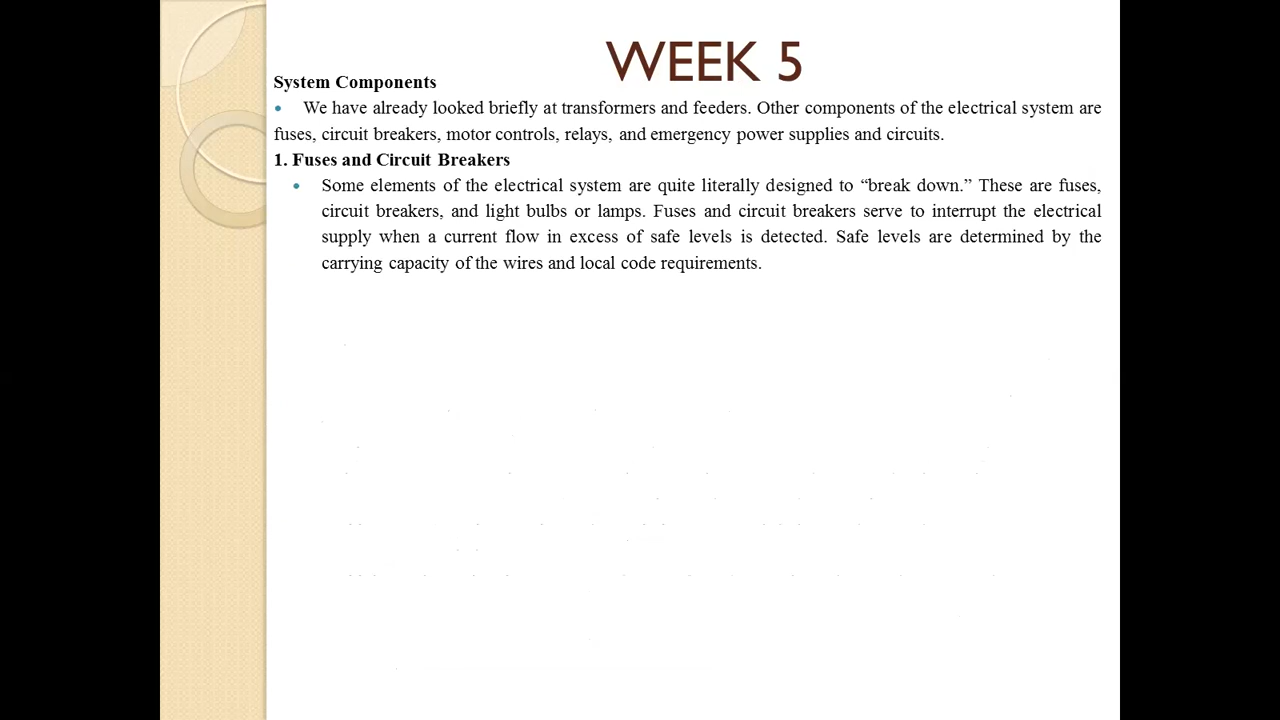 WEEK 5
System Components
• We have already looked briefly at transformers and feeders. Other components of the electrical system are
fuses, circuit breakers, motor controls, relays, and emergency power supplies and circuits.
1. Fuses and Circuit Breakers
• Some elements of the electrical system are quite literally designed to “break down.” These are fuses,
circuit breakers, and light bulbs or lamps. Fuses and circuit breakers serve to interrupt the electrical
supply when a current flow in excess of safe levels is detected. Safe levels are determined by the
carrying capacity of the wires and local code requirements.